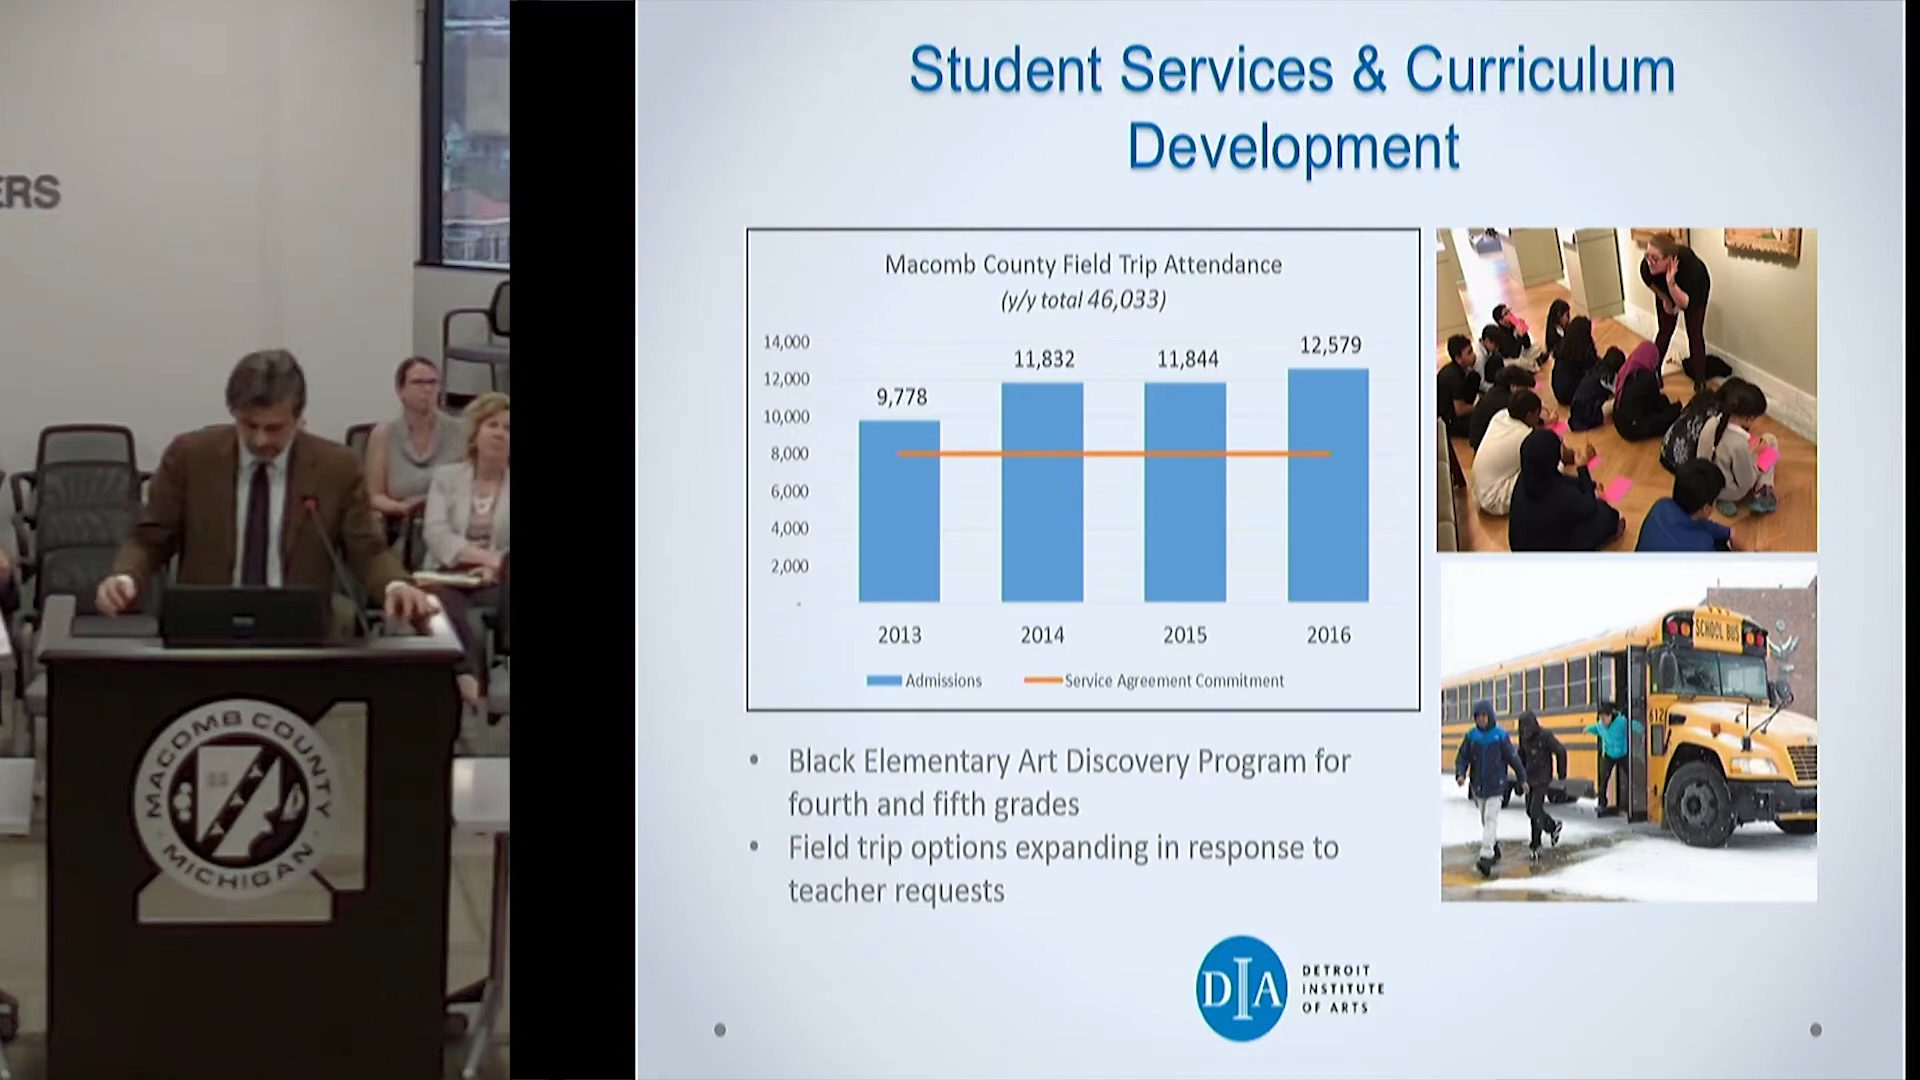 ERS
MACOMB COUNTY
MICHIGAN
Student Services & Curriculum
Development
Macomb County Field Trip Attendance
(y/y total 46,033)
14,000
12,000
10,000
8,000
6,000
4,000
2,000
-
9,778
11,832
11,844
12,579
2013
2014
2015
2016
Admissions
Service Agreement Commitment
SCHOOL BUS
612
• Black Elementary Art Discovery Program for
fourth and fifth grades
• Field trip options expanding in response to
teacher requests
DIA
DETROIT
INSTITUTE
OF ARTS